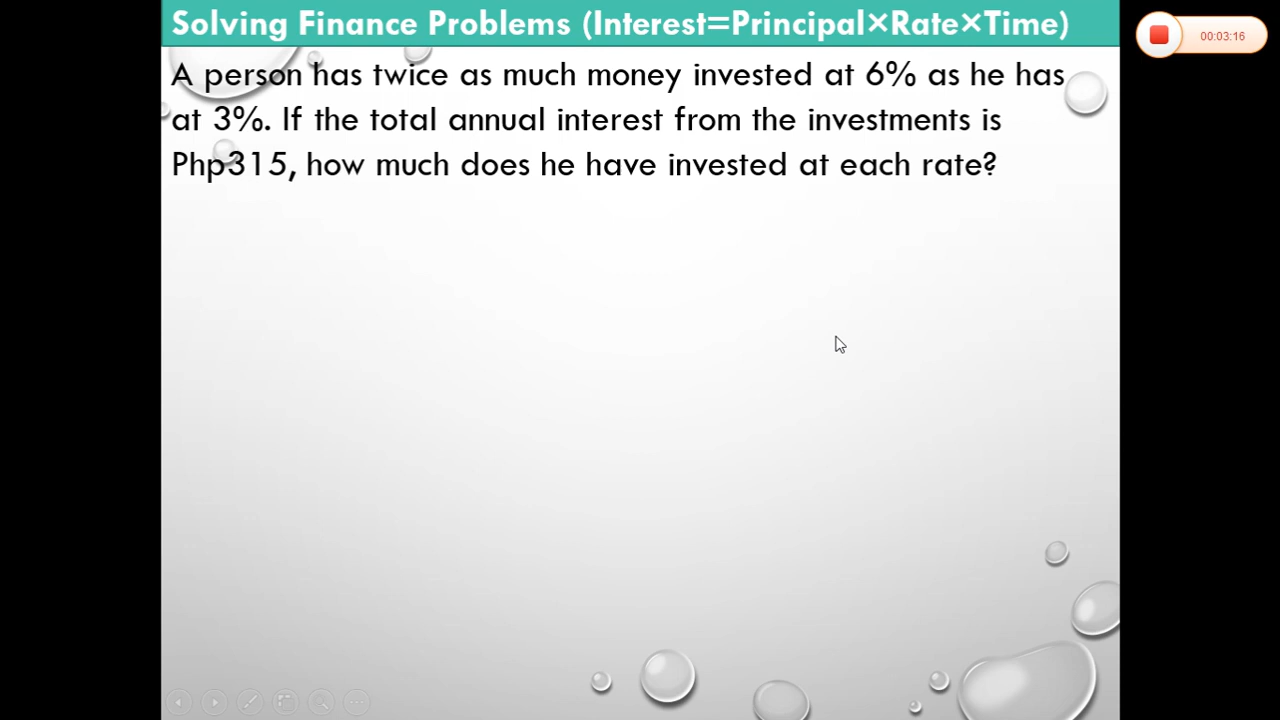 Solving Finance Problems (Interest=Principal×Rate×Time)
00:03:16
A person has twice as much money invested at 6% as he has
at 3%. If the total annual interest from the investments is
Php315, how much does he have invested at each rate?